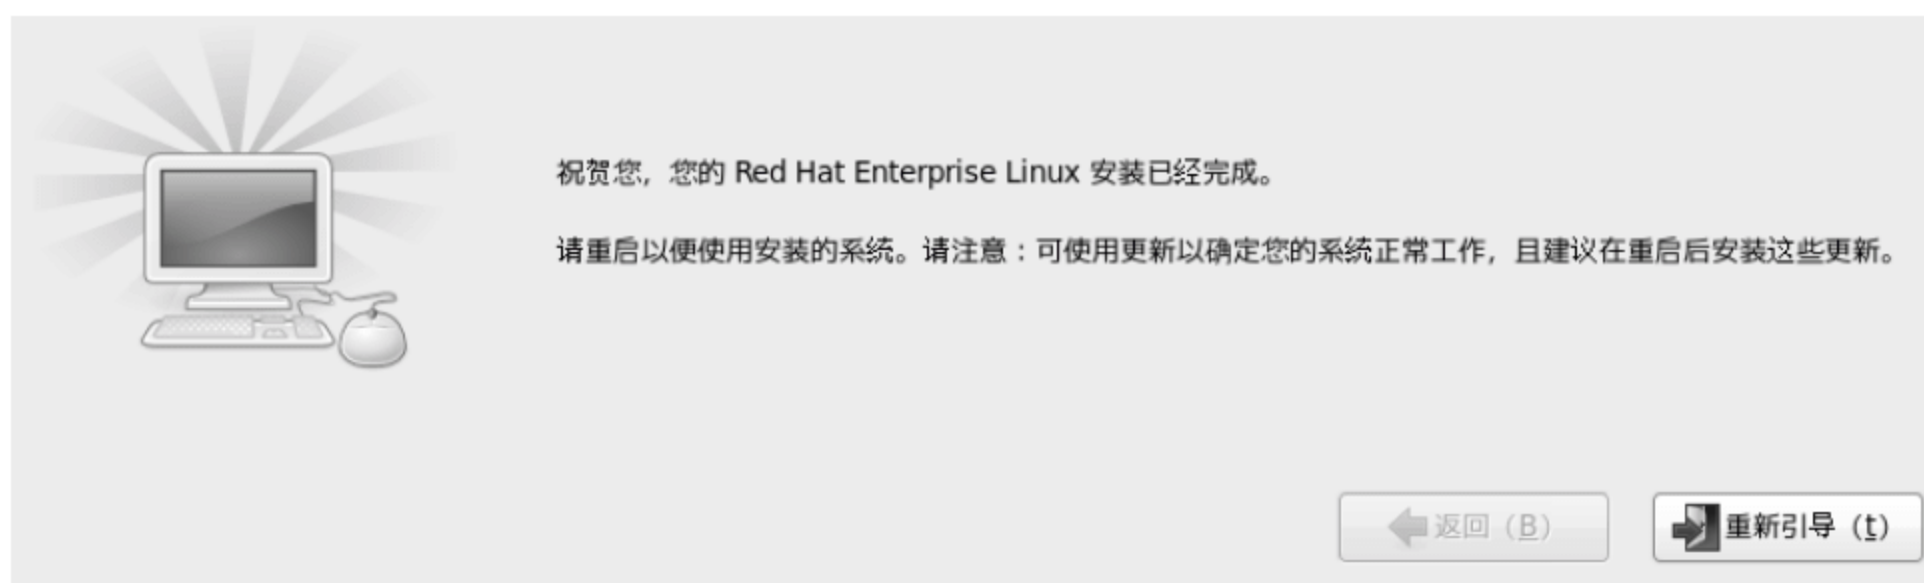 祝贺您，您的 Red Hat Enterprise Linux 安装已经完成。
请重启以便使用安装的系统。请注意：可使用更新以确定您的系统正常工作，且建议在重启后安装这些更新。
返回（B）
重新引导（t）